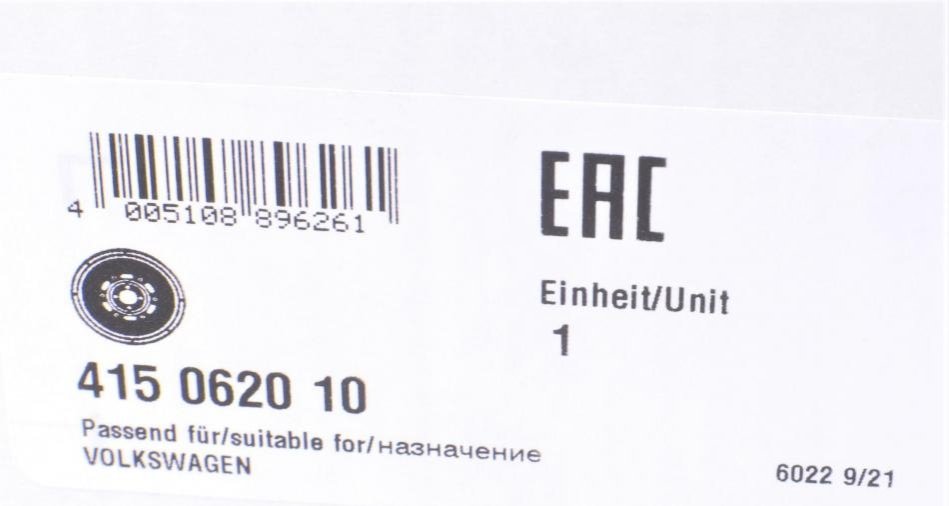 4 005108 896261
EAC
Einheit/Unit
1
415 0620 10
Passend für/suitable for/назначение
VOLKSWAGEN
6022 9/21